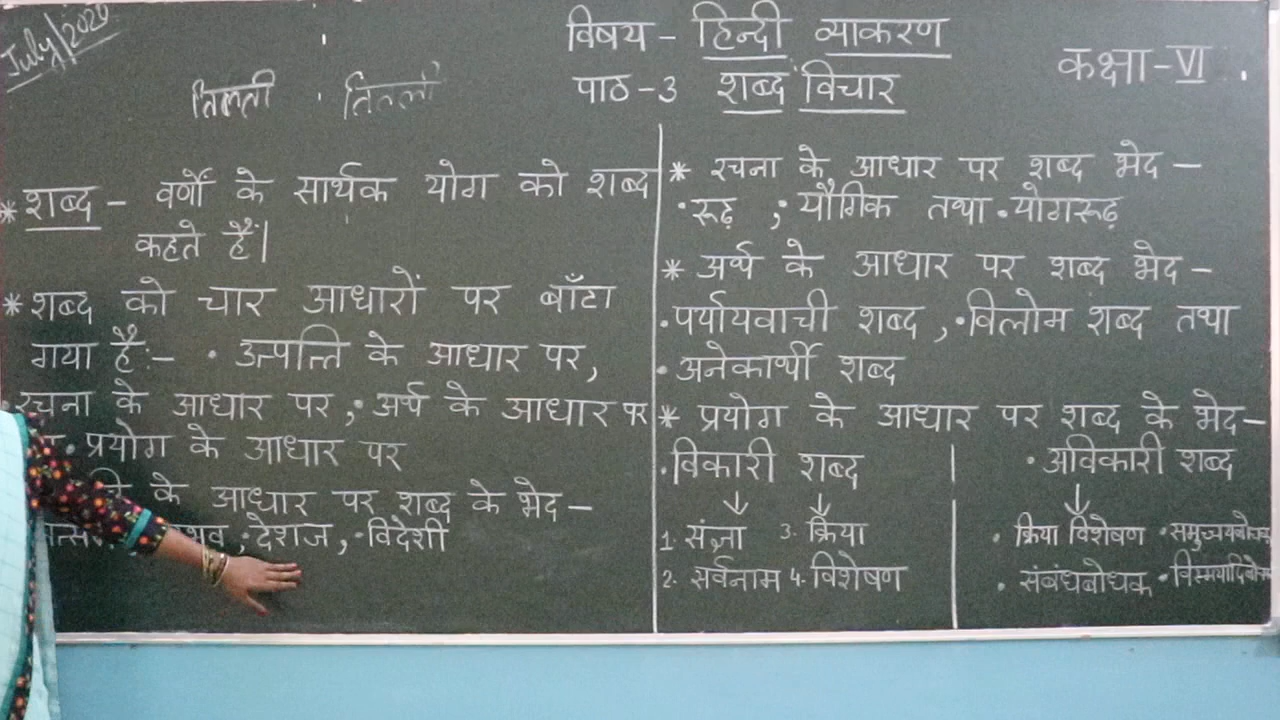 July/2020
विषय - हिन्दी व्याकरण
कक्षा - VI
पाठ - 3 शब्द विचार
तितली तितली
* शब्द - वर्णों के सार्थक योग को शब्द
कहते हैं।
* शब्द को चार आधारों पर बाँटा
गया है:- • उत्पत्ति के आधार पर,
• रचना के आधार पर, • अर्थ के आधार पर
• प्रयोग के आधार पर
के आधार पर शब्द के भेद -
• देशज, • विदेशी
* रचना के आधार पर शब्द भेद -
• रूढ़, • यौगिक तथा • योगरूढ़
* अर्थ के आधार पर शब्द भेद -
• पर्यायवाची शब्द, • विलोम शब्द तथा
• अनेकार्थी शब्द
* प्रयोग के आधार पर शब्द के भेद -
• विकारी शब्द
1. संज्ञा 3. क्रिया
2. सर्वनाम 4. विशेषण
• अविकारी शब्द
• क्रिया विशेषण • समुच्चयबोधक
• संबंधबोधक • विस्मयादिबोधक